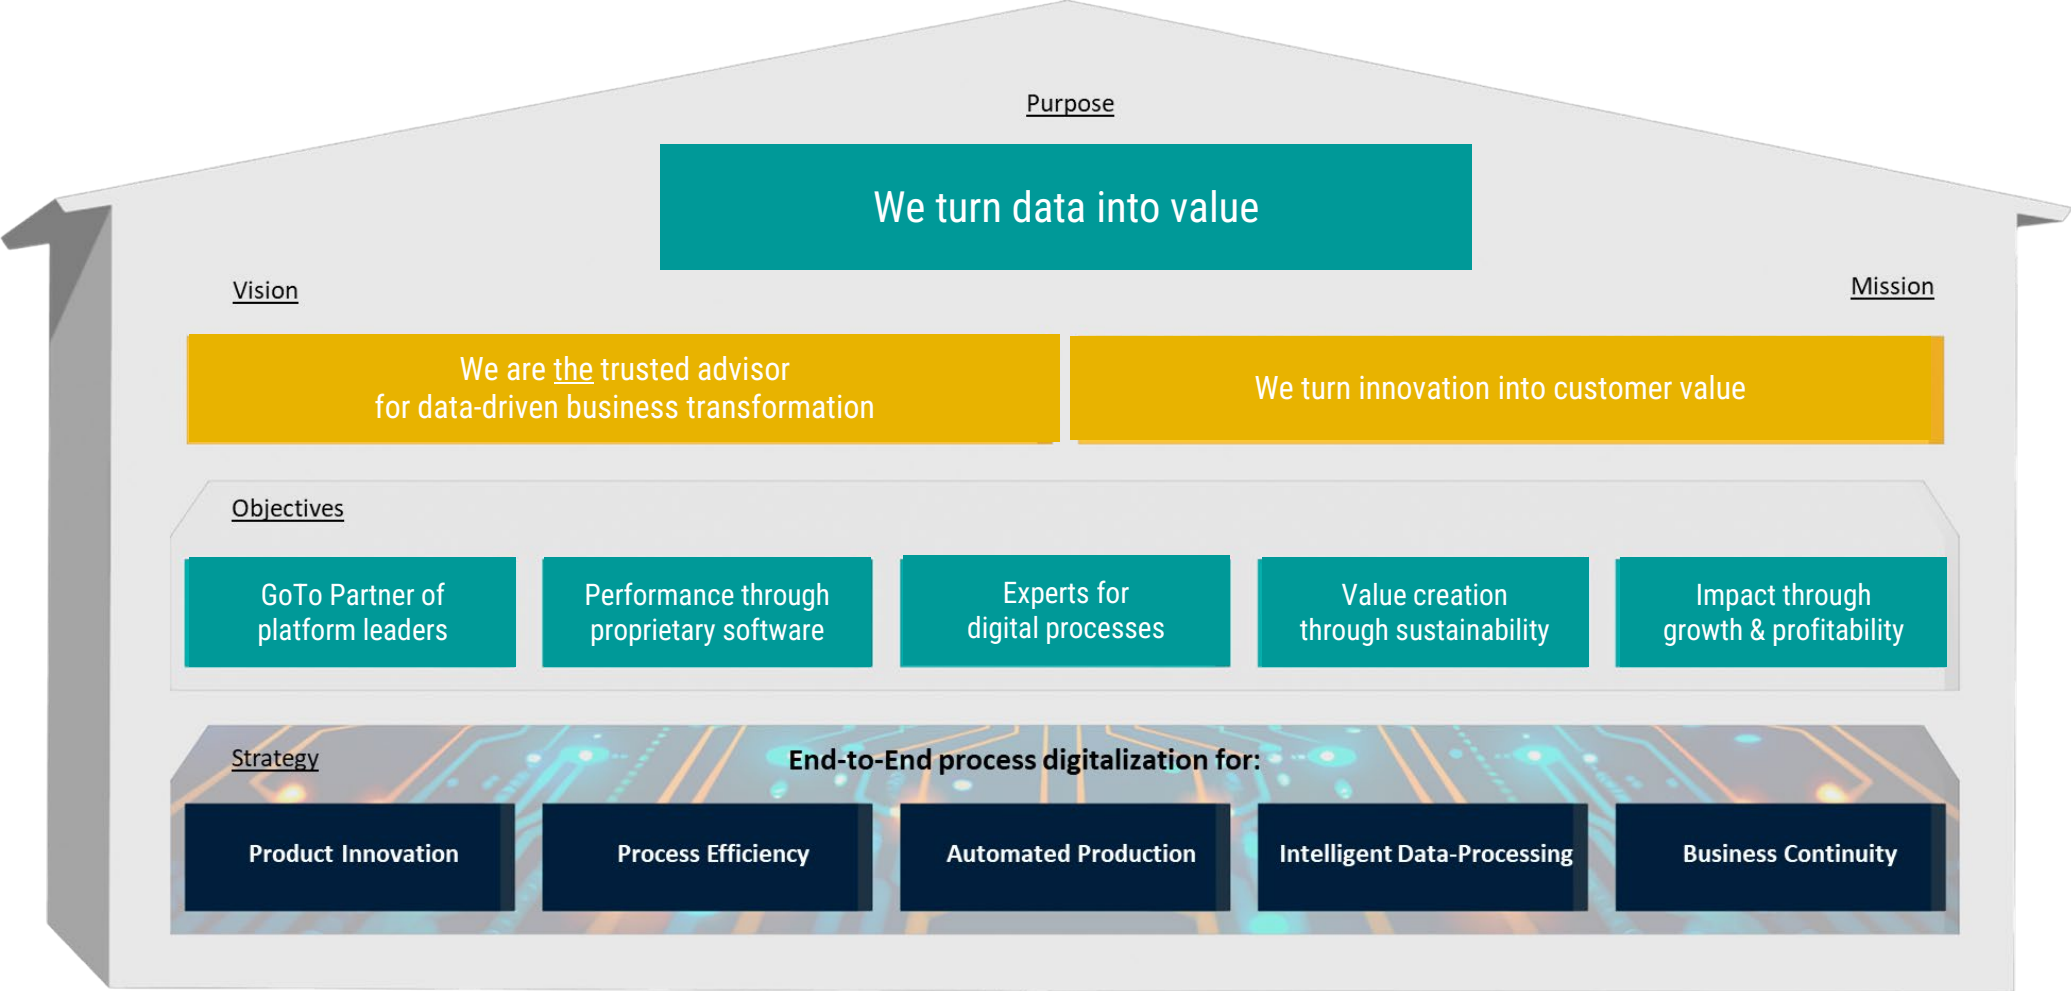 Purpose
We turn data into value
Vision
Mission
We are the trusted advisor
for data-driven business transformation
We turn innovation into customer value
Objectives
GoTo Partner of
platform leaders
Performance through
proprietary software
Experts for
digital processes
Value creation
through sustainability
Impact through
growth & profitability
Strategy
End-to-End process digitalization for:
Product Innovation
Process Efficiency
Automated Production
Intelligent Data-Processing
Business Continuity